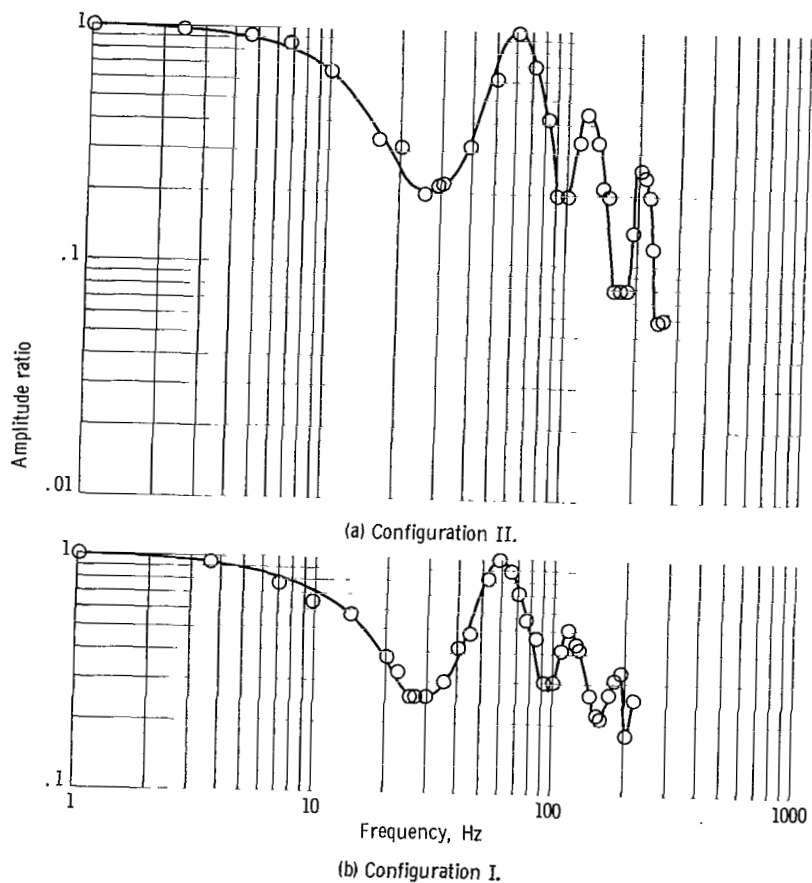 1
.1
Amplitude ratio
.01
(a) Configuration II.
1
.1
1
10
100
1000
Frequency, Hz
(b) Configuration I.